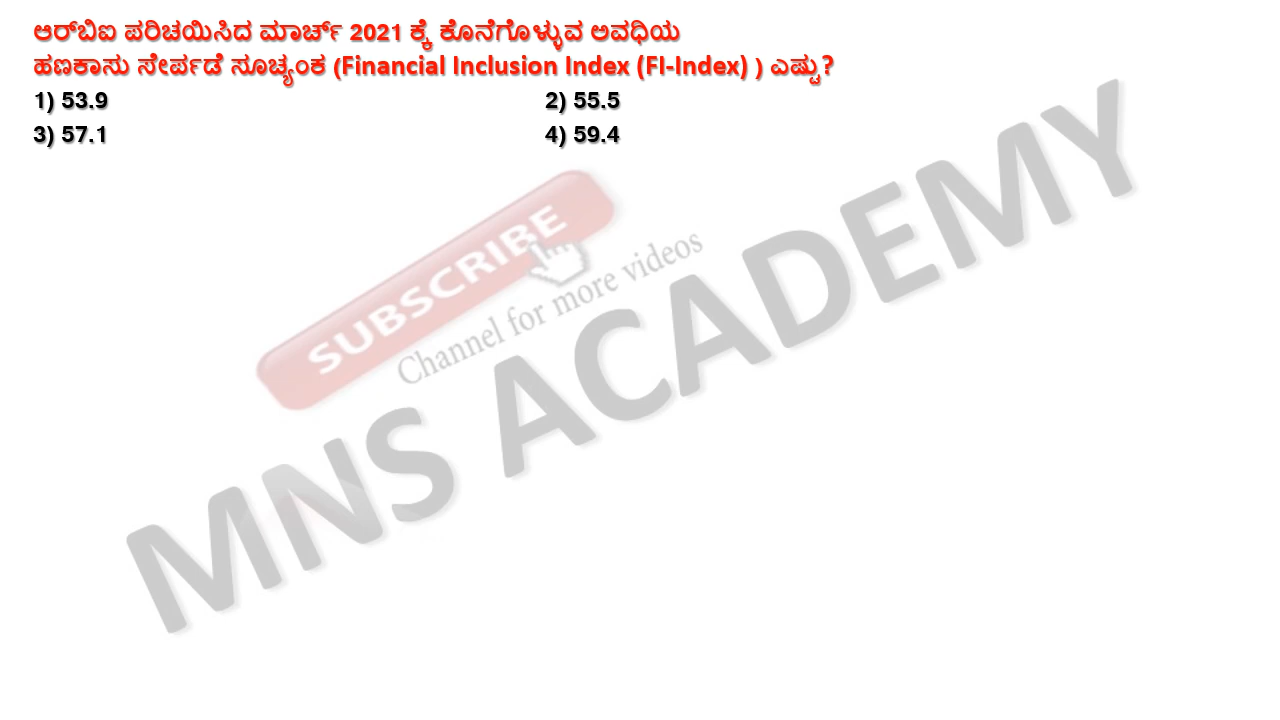 ಆರ್‌ಬಿಐ ಪರಿಚಯಿಸಿದ ಮಾರ್ಚ್ 2021 ಕ್ಕೆ ಕೊನೆಗೊಳ್ಳುವ ಅವಧಿಯ
ಹಣಕಾಸು ಸೇರ್ಪಡೆ ಸೂಚ್ಯಂಕ (Financial Inclusion Index (FI-Index) ) ಎಷ್ಟು?
1) 53.9 2) 55.5
3) 57.1 4) 59.4
SUBSCRIBE
Channel for more videos
MNS ACADEMY